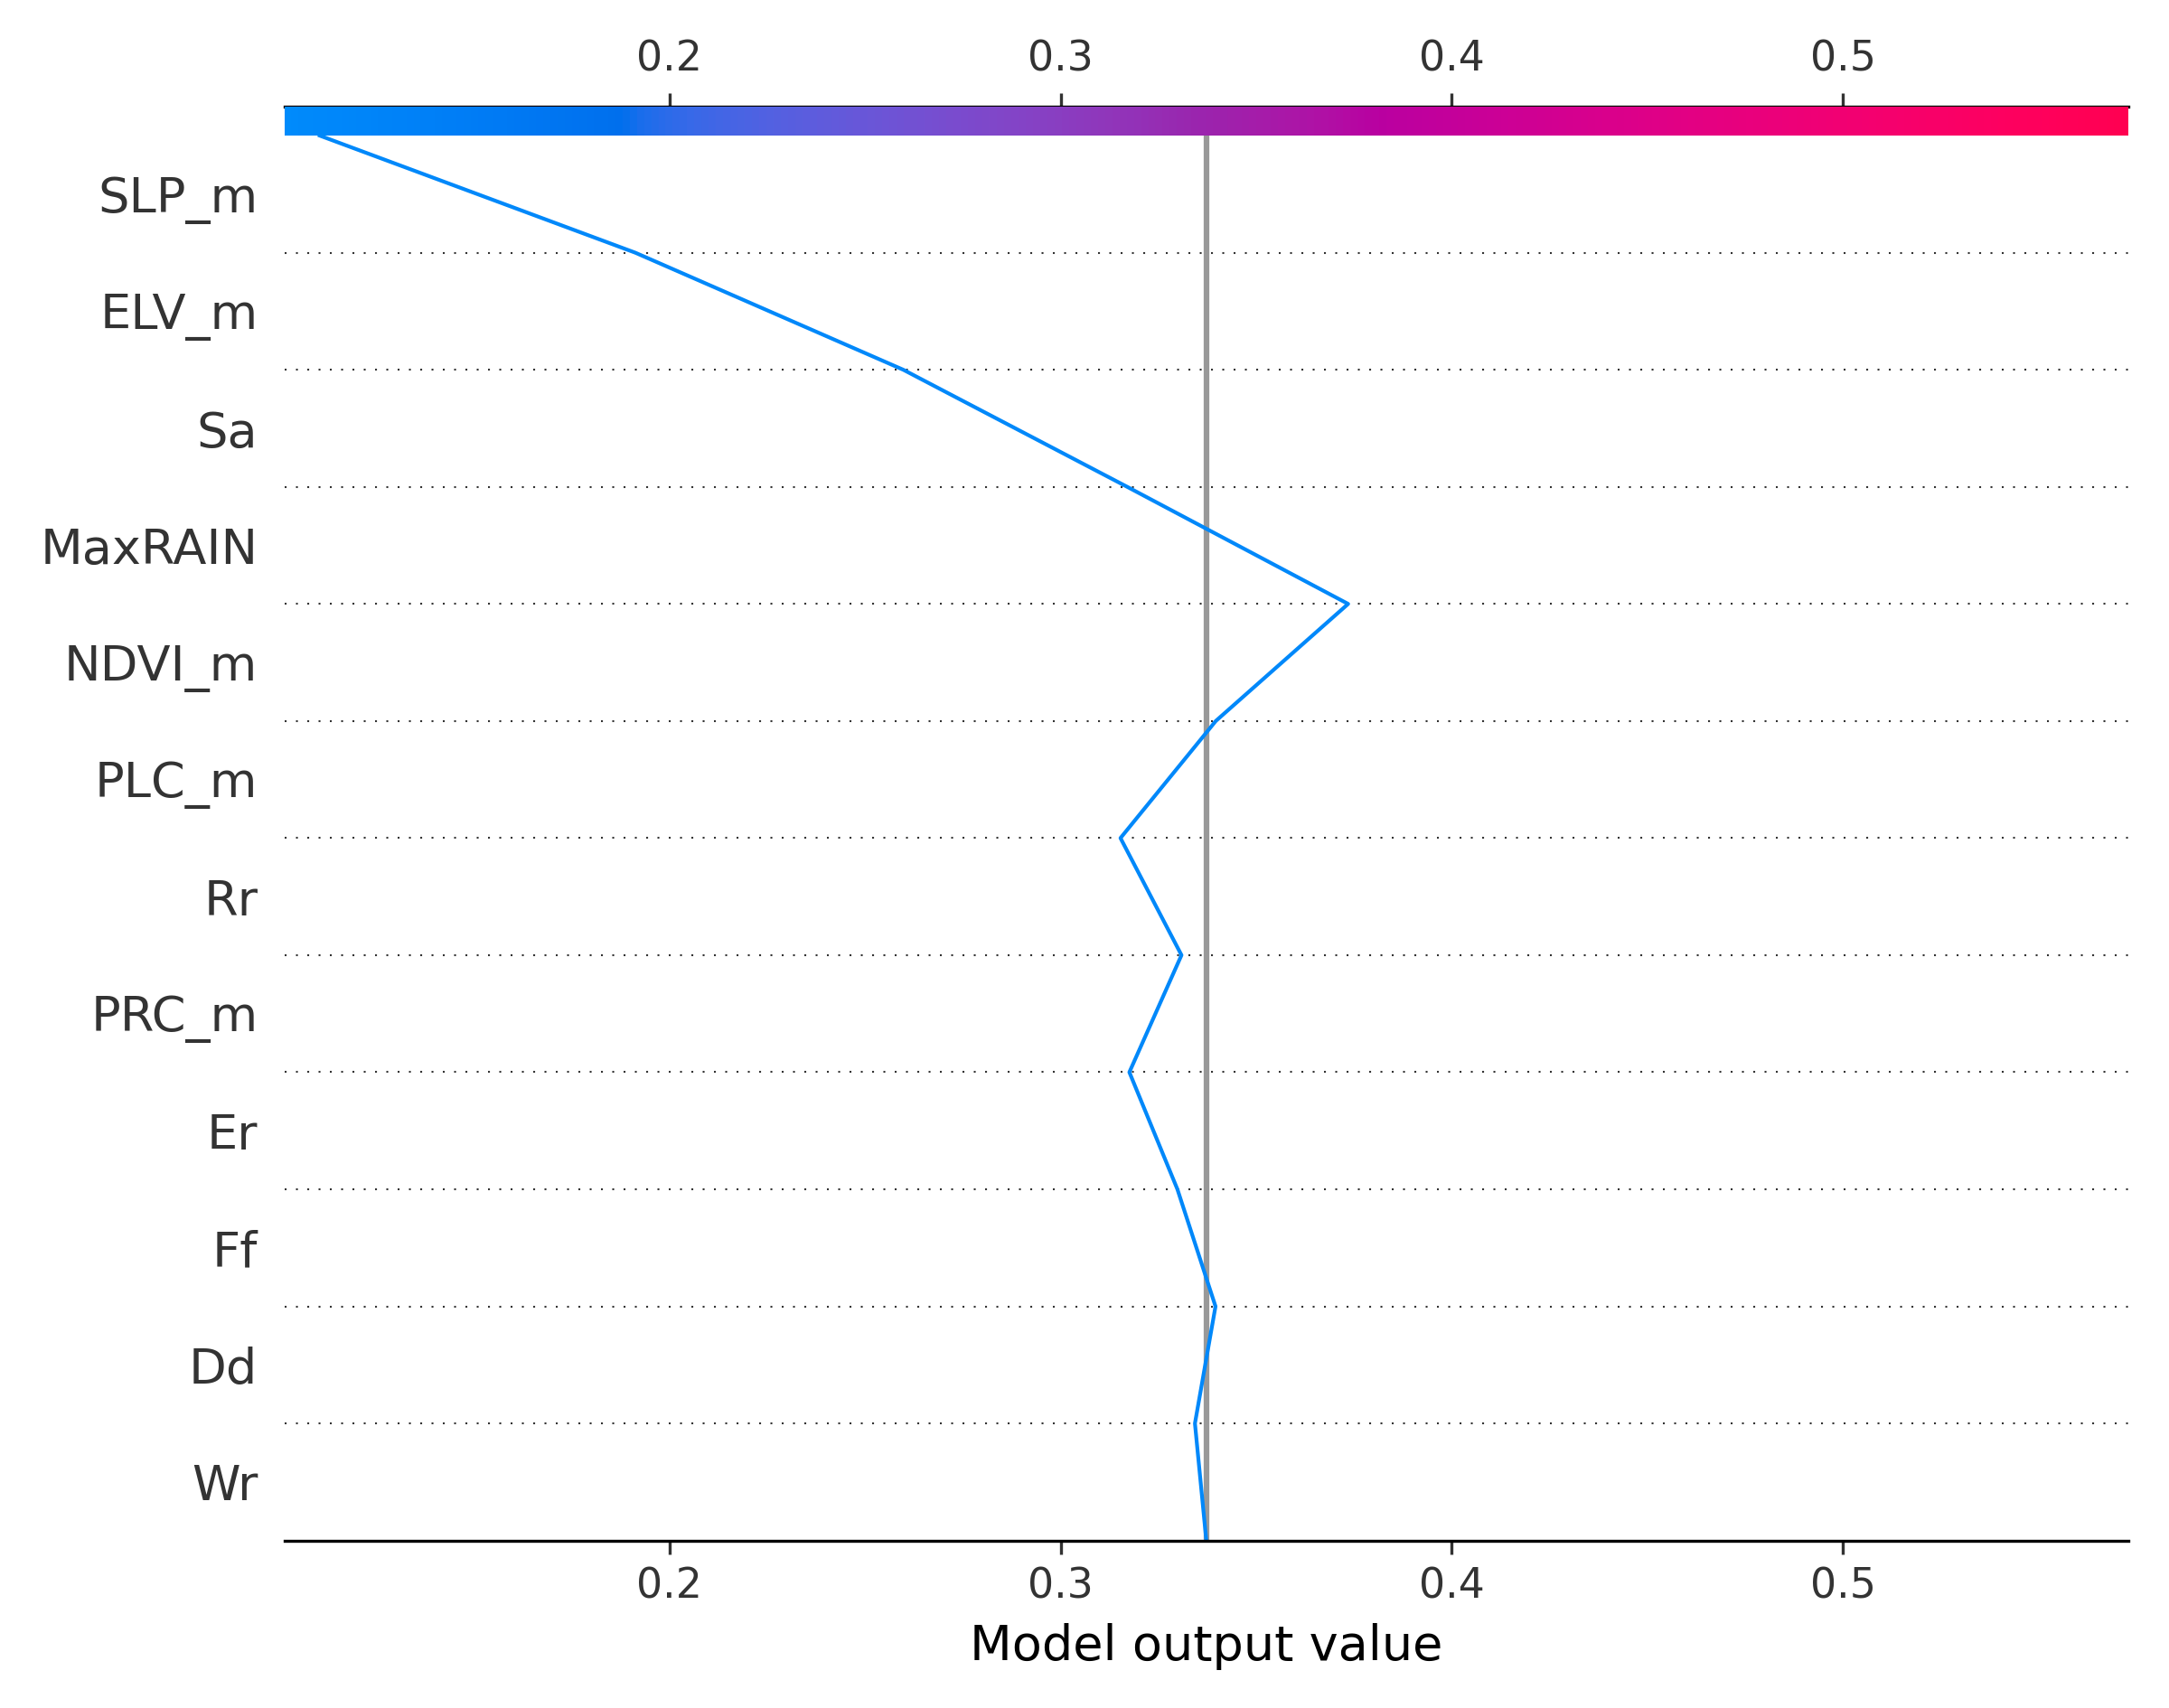 0.2 0.3 0.4 0.5
SLP_m
ELV_m
Sa
MaxRAIN
NDVI_m
PLC_m
Rr
PRC_m
Er
Ff
Dd
Wr
0.2 0.3 0.4 0.5
Model output value